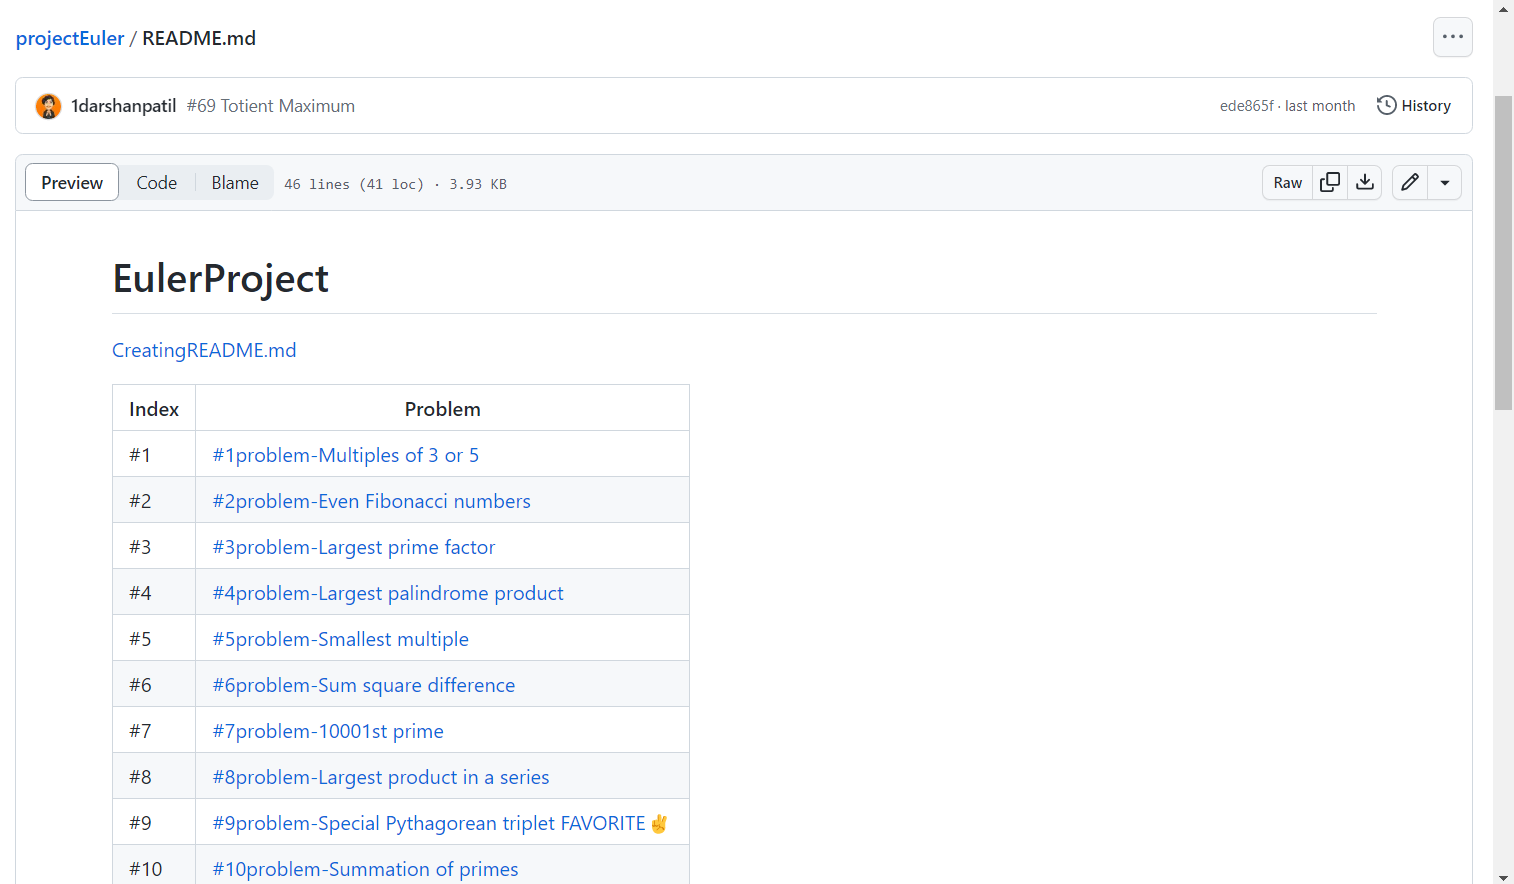 projectEuler / README.md
1darshanpatil #69 Totient Maximum ede865f · last month History
Preview Code Blame 46 lines (41 loc) · 3.93 KB Raw
EulerProject
CreatingREADME.md
Index Problem
#1 #1problem-Multiples of 3 or 5
#2 #2problem-Even Fibonacci numbers
#3 #3problem-Largest prime factor
#4 #4problem-Largest palindrome product
#5 #5problem-Smallest multiple
#6 #6problem-Sum square difference
#7 #7problem-10001st prime
#8 #8problem-Largest product in a series
#9 #9problem-Special Pythagorean triplet FAVORITE✌
#10 #10problem-Summation of primes